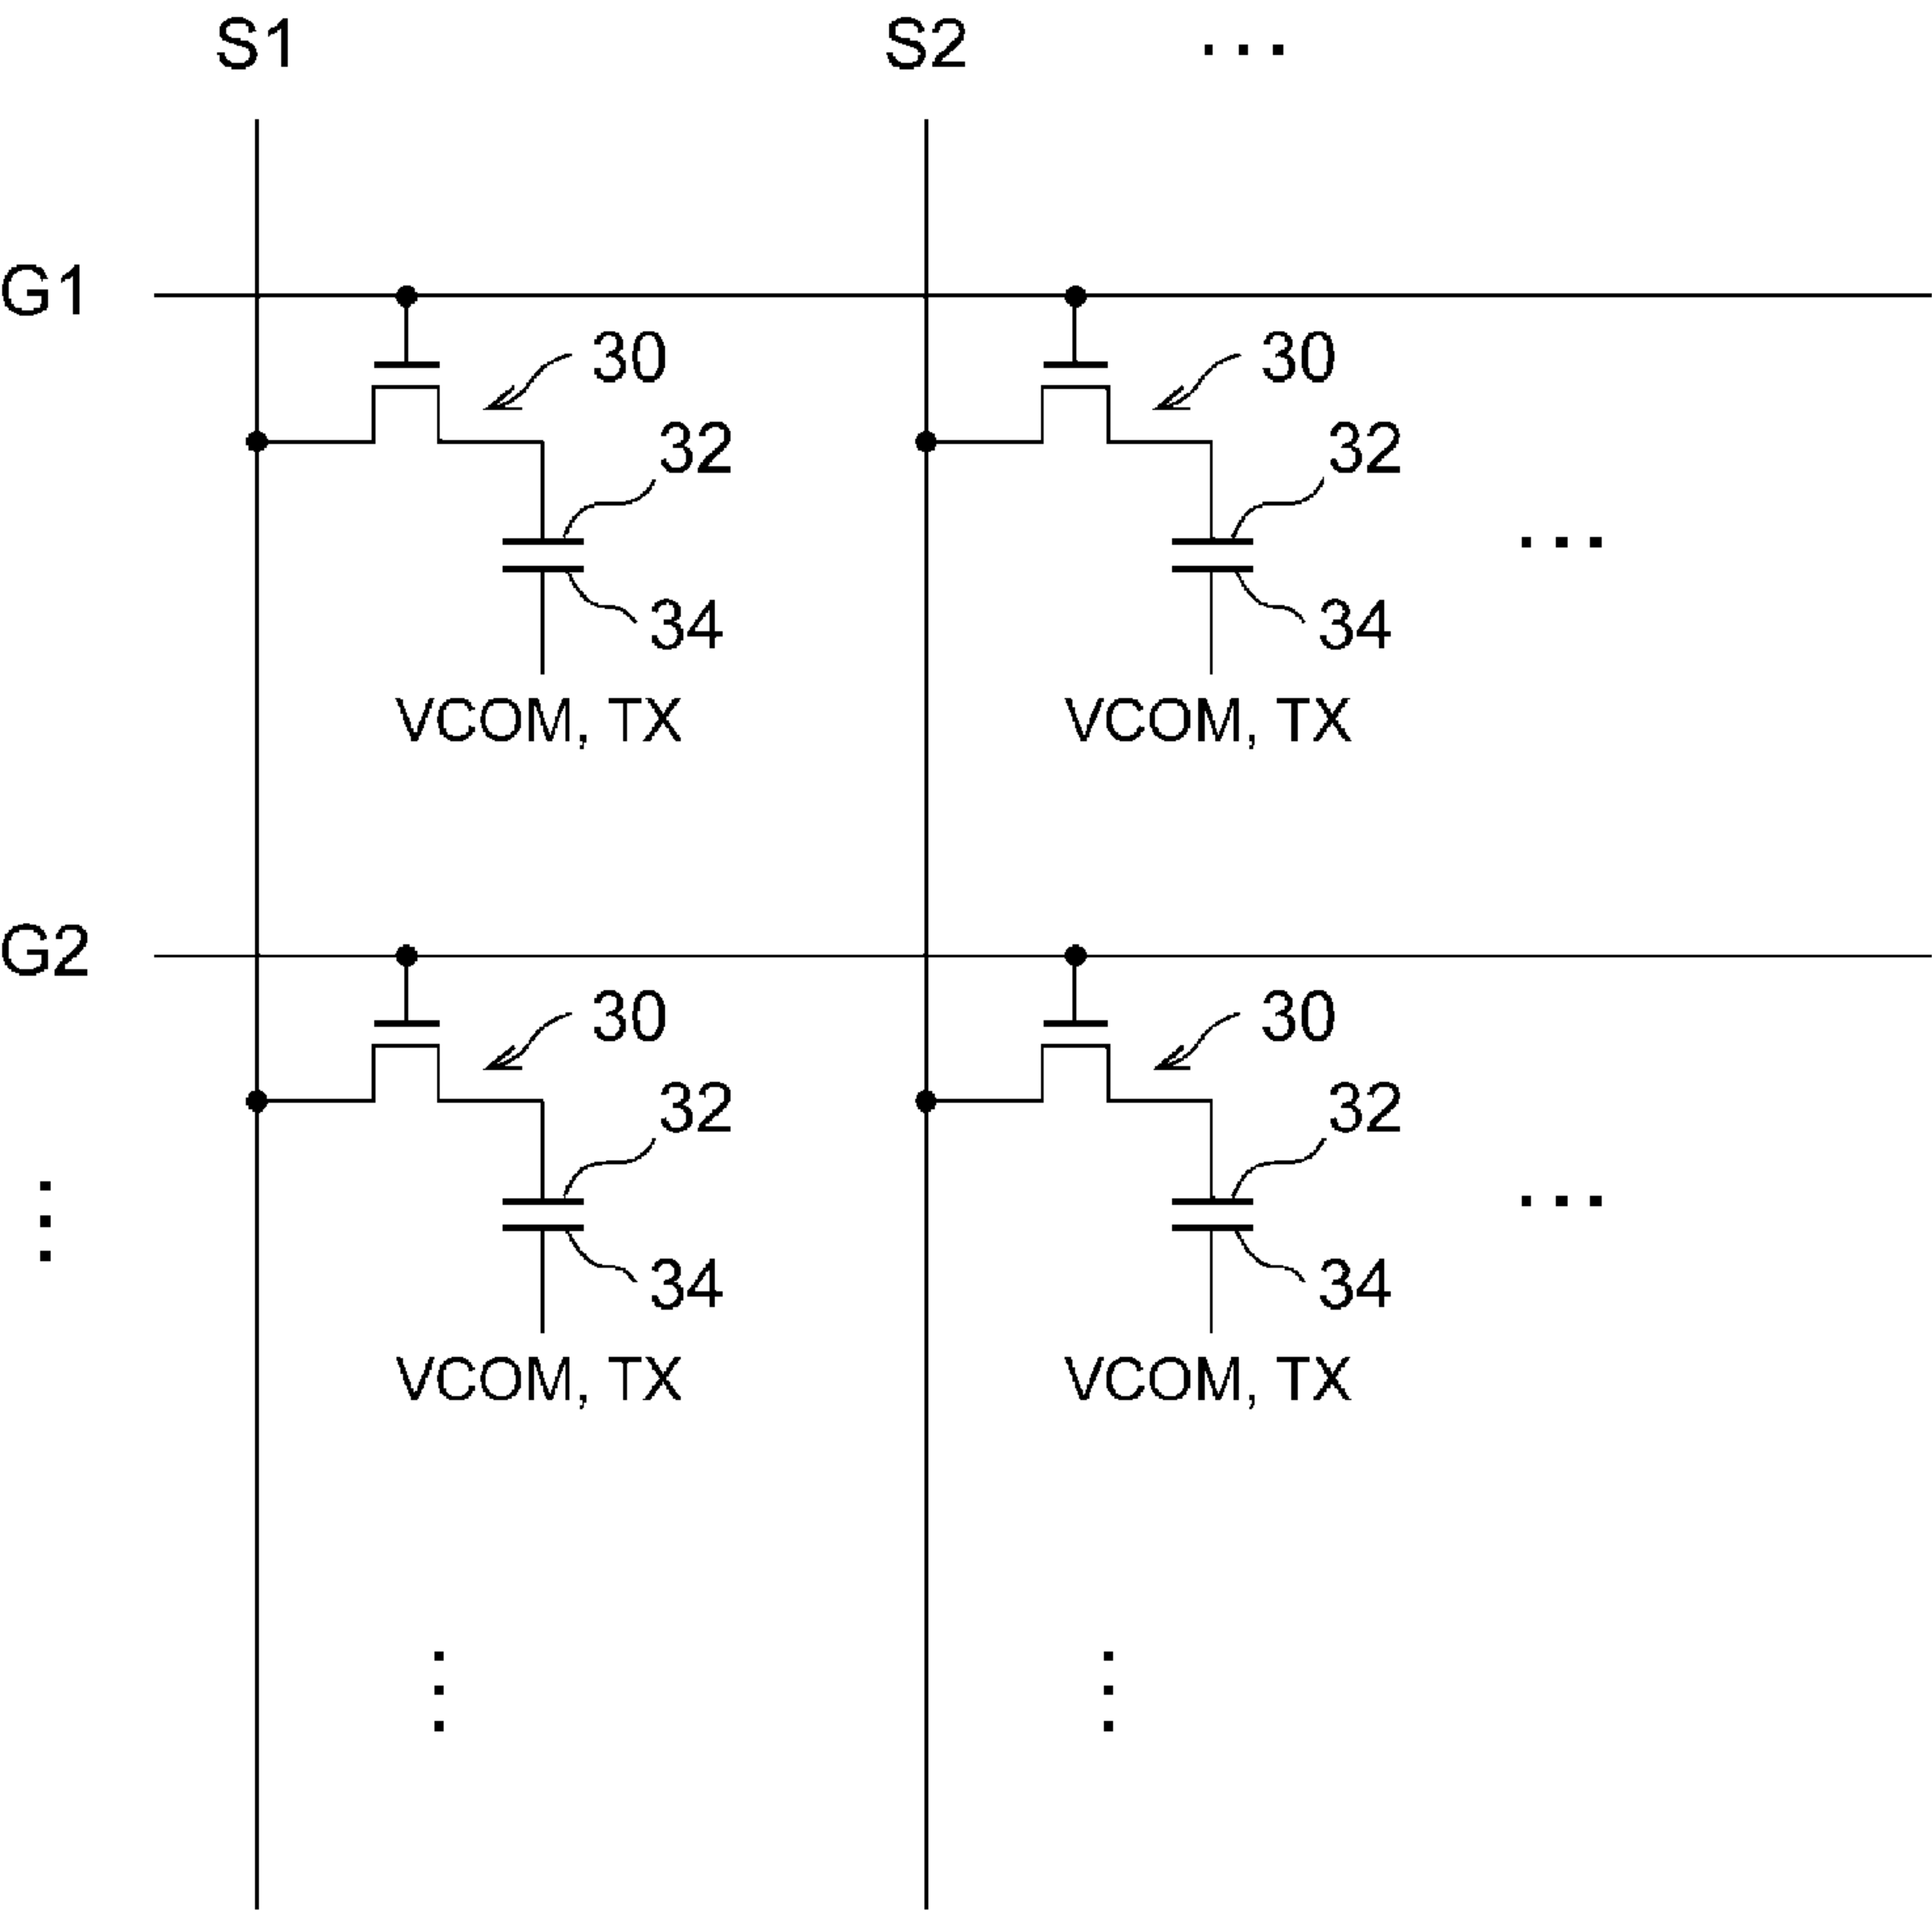 S1 S2 ...
G1
30 30
32 32
...
34 34
VCOM, TX VCOM, TX
G2
30 30
32 32
...
34 34
VCOM, TX VCOM, TX